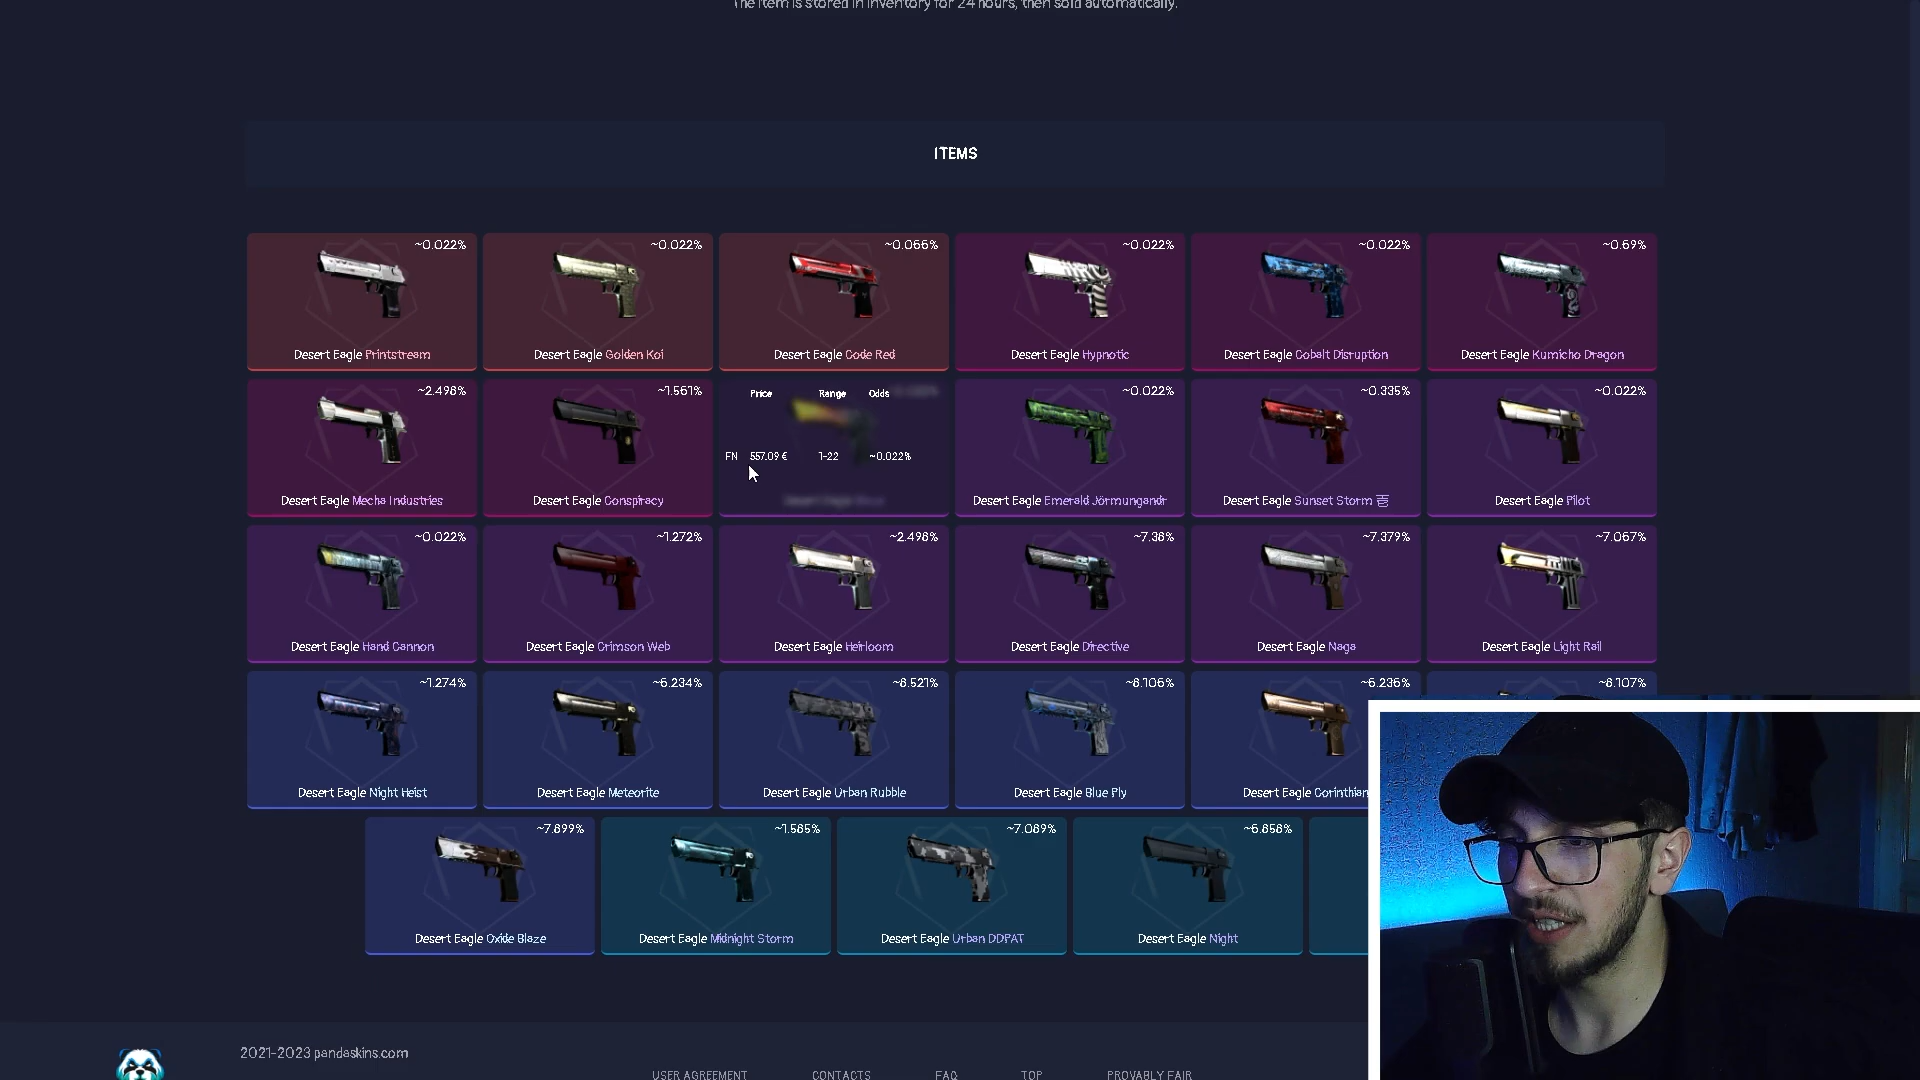 The item is stored in inventory for 24 hours, then sold automatically.
ITEMS
~0.022%
~0.022%
~0.066%
~0.022%
~0.022%
~0.69%
Desert Eagle Printstream
Desert Eagle Golden Koi
Desert Eagle Code Red
Desert Eagle Hypnotic
Desert Eagle Cobalt Disruption
Desert Eagle Kumicho Dragon
~2.498%
~1.561%
Price Range Odds
~0.022%
~0.335%
~0.022%
FN 557.09 € 1-22 ~0.022%
Desert Eagle Mecha Industries
Desert Eagle Conspiracy
Desert Eagle Emerald Jörmungandr
Desert Eagle Sunset Storm 壱
Desert Eagle Pilot
~0.022%
~1.272%
~2.498%
~7.38%
~7.379%
~7.067%
Desert Eagle Hand Cannon
Desert Eagle Crimson Web
Desert Eagle Heirloom
Desert Eagle Directive
Desert Eagle Naga
Desert Eagle Light Rail
~1.274%
~6.234%
~8.521%
~8.106%
~6.236%
~8.107%
Desert Eagle Night Heist
Desert Eagle Meteorite
Desert Eagle Urban Rubble
Desert Eagle Blue Ply
Desert Eagle Corinthian
~7.899%
~1.585%
~7.089%
~6.858%
Desert Eagle Oxide Blaze
Desert Eagle Midnight Storm
Desert Eagle Urban DDPAT
Desert Eagle Night
2021-2023 pandaskins.com
USER AGREEMENT
CONTACTS
FAQ
TOP
PROVABLY FAIR